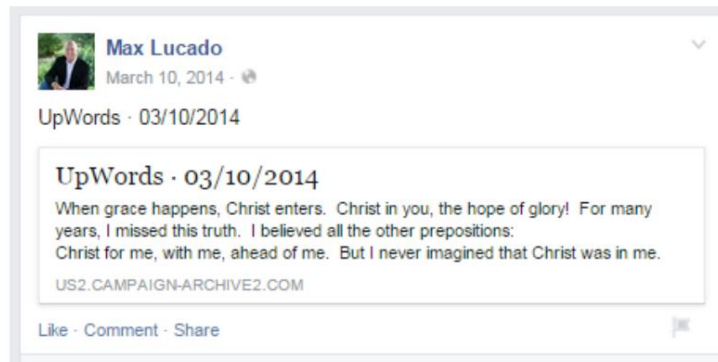 Max Lucado
March 10, 2014 ·
UpWords · 03/10/2014
UpWords · 03/10/2014
When grace happens, Christ enters.  Christ in you, the hope of glory!  For many
years, I missed this truth.  I believed all the other prepositions:
Christ for me, with me, ahead of me.  But I never imagined that Christ was in me.
US2.CAMPAIGN-ARCHIVE2.COM
Like · Comment · Share